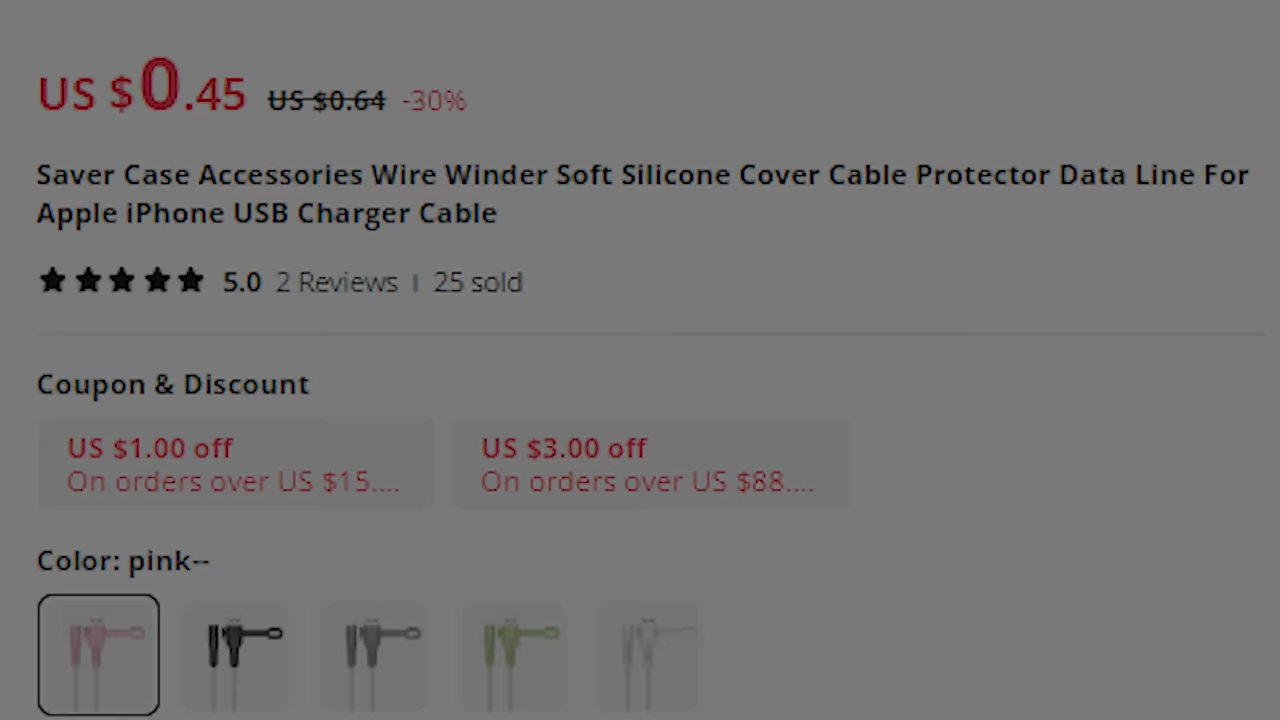 US $0.45 US $0.64 -30%
Saver Case Accessories Wire Winder Soft Silicone Cover Cable Protector Data Line For
Apple iPhone USB Charger Cable
5.0 2 Reviews | 25 sold
Coupon & Discount
US $1.00 off US $3.00 off
On orders over US $15.... On orders over US $88....
Color: pink--